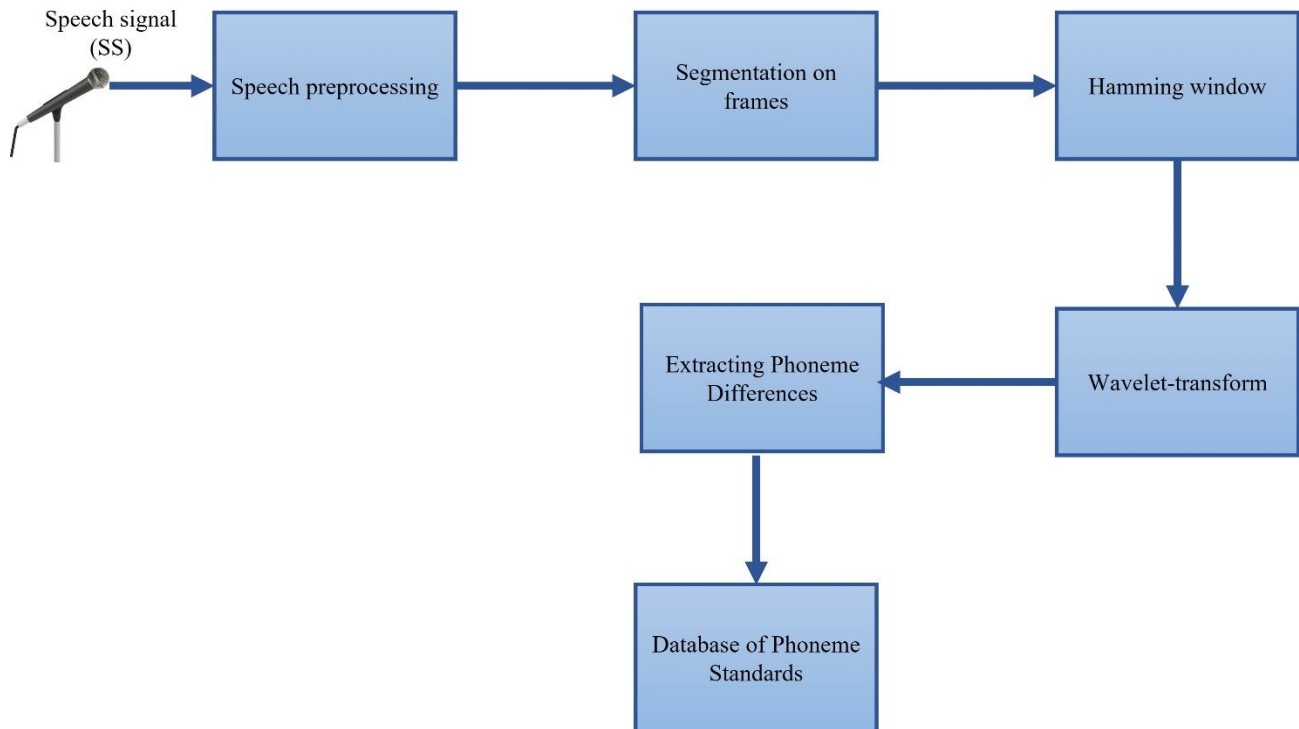 Speech signal
(SS)
Speech preprocessing
Segmentation on
frames
Hamming window
Extracting Phoneme
Differences
Wavelet-transform
Database of Phoneme
Standards